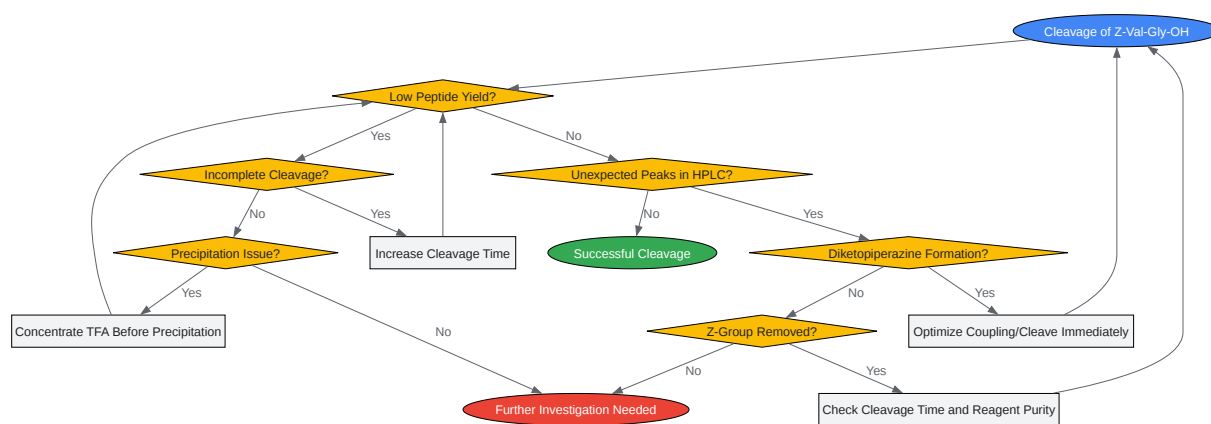 Cleavage of Z-Val-Gly-OH
Low Peptide Yield?
Yes
No
Incomplete Cleavage?
Unexpected Peaks in HPLC?
No
Yes
No
Yes
Precipitation Issue?
Increase Cleavage Time
Successful Cleavage
Diketopiperazine Formation?
Yes
No
Yes
Concentrate TFA Before Precipitation
No
Z-Group Removed?
Optimize Coupling/Cleave Immediately
No
Yes
Further Investigation Needed
Check Cleavage Time and Reagent Purity